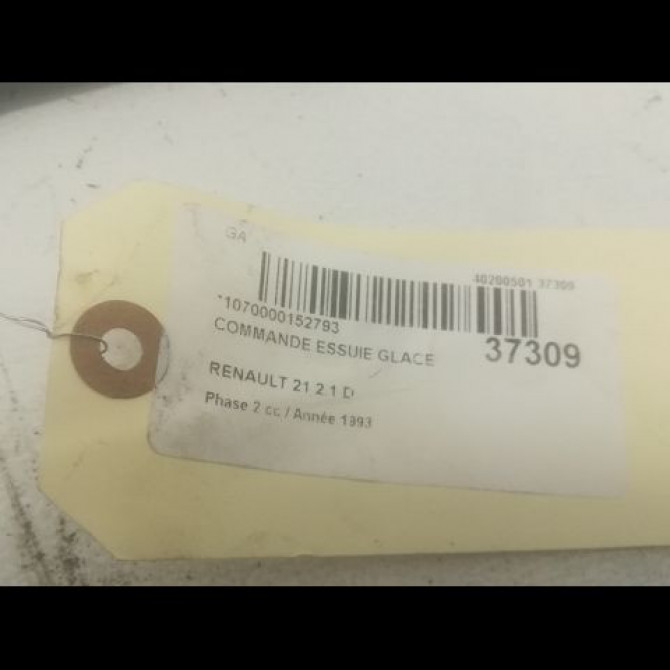 GA
40200501 37309
*1070000152793
COMMANDE ESSUIE GLACE
37309
RENAULT 21 2.1 D
Phase 2 cc / Année 1993